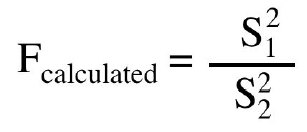 F_calculated = S_1^2 / S_2^2